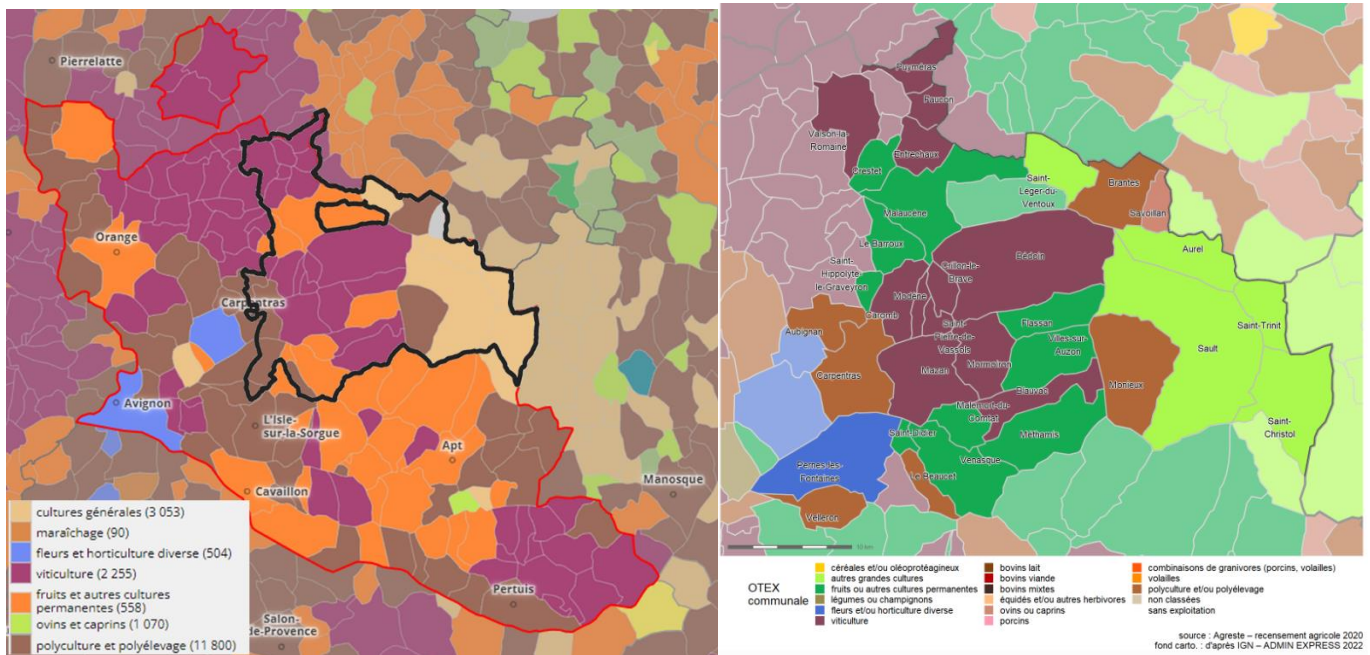 Pierrelatte
Orange
Carpentras
Avignon
L'Isle-
sur-la-Sorgue
Apt
Cavaillon
Manosque
Pertuis
Salon-
de-Provence
cultures générales (3 053)
maraîchage (90)
fleurs et horticulture diverse (504)
viticulture (2 255)
fruits et autres cultures
permanentes (558)
ovins et caprins (1 070)
polyculture et polyélevage (11 800)
Puyméras
Faucon
Vaison-la-
Romaine
Entrechaux
Crestet
Saint-
Léger-du-
Ventoux
Brantes
Savoillan
Malaucène
Le Barroux
Aurel
Bédoin
Saint-
Hippolyte-
le-Graveyron
Crillon-le-
Brave
Modène
Caromb
Saint-Trinit
Aubignan
Saint-
Pierre-de-
Vassols
Flassan
Villes-sur-
Auzon
Sault
Carpentras
Mazan
Mormoiron
Monieux
Blauvac
Malemort-du-
Comtat
Saint-
Christol
Saint-Didier
Méthamis
Venasque
Pernes-les-
Fontaines
Le Beaucet
Velleron
10 km
OTEX
communale
céréales et/ou oléoprotéagineux
autres grandes cultures
fruits ou autres cultures permanentes
légumes ou champignons
fleurs et/ou horticulture diverse
viticulture
bovins lait
bovins viande
bovins mixtes
équidés et/ou autres herbivores
ovins ou caprins
porcins
combinaisons de granivores (porcins, volailles)
volailles
polyculture et/ou polyélevage
non classées
sans exploitation
source : Agreste – recensement agricole 2020
fond carto. : d'après IGN – ADMIN EXPRESS 2022